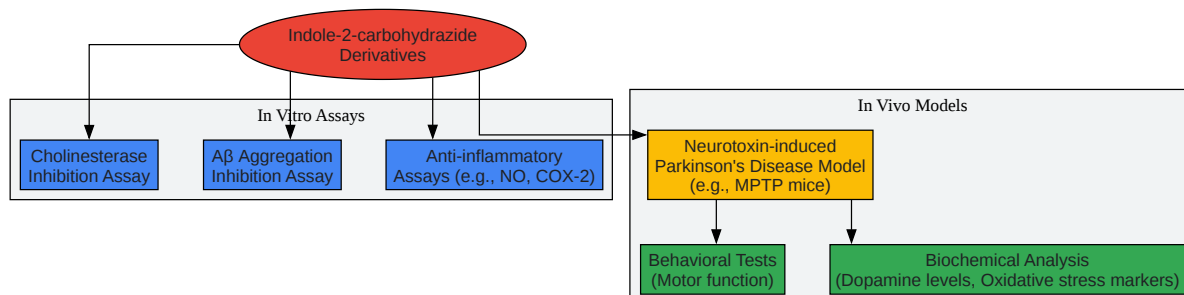 Indole-2-carbohydrazide
Derivatives
In Vitro Assays
In Vivo Models
Cholinesterase
Inhibition Assay
Aβ Aggregation
Inhibition Assay
Anti-inflammatory
Assays (e.g., NO, COX-2)
Neurotoxin-induced
Parkinson's Disease Model
(e.g., MPTP mice)
Behavioral Tests
(Motor function)
Biochemical Analysis
(Dopamine levels, Oxidative stress markers)